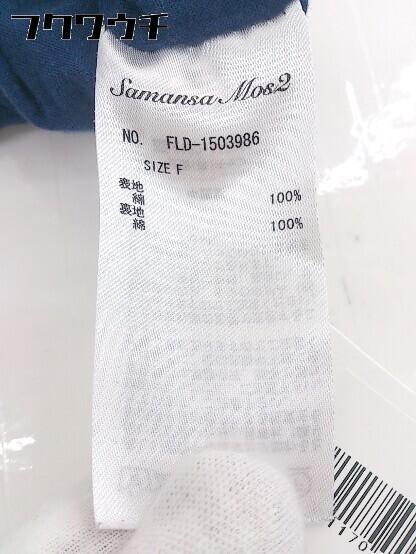 フクワウチ
Samansa Mos2
NO. FLD-1503986
SIZE F
表地
綿 100%
裏地
綿 100%
1170